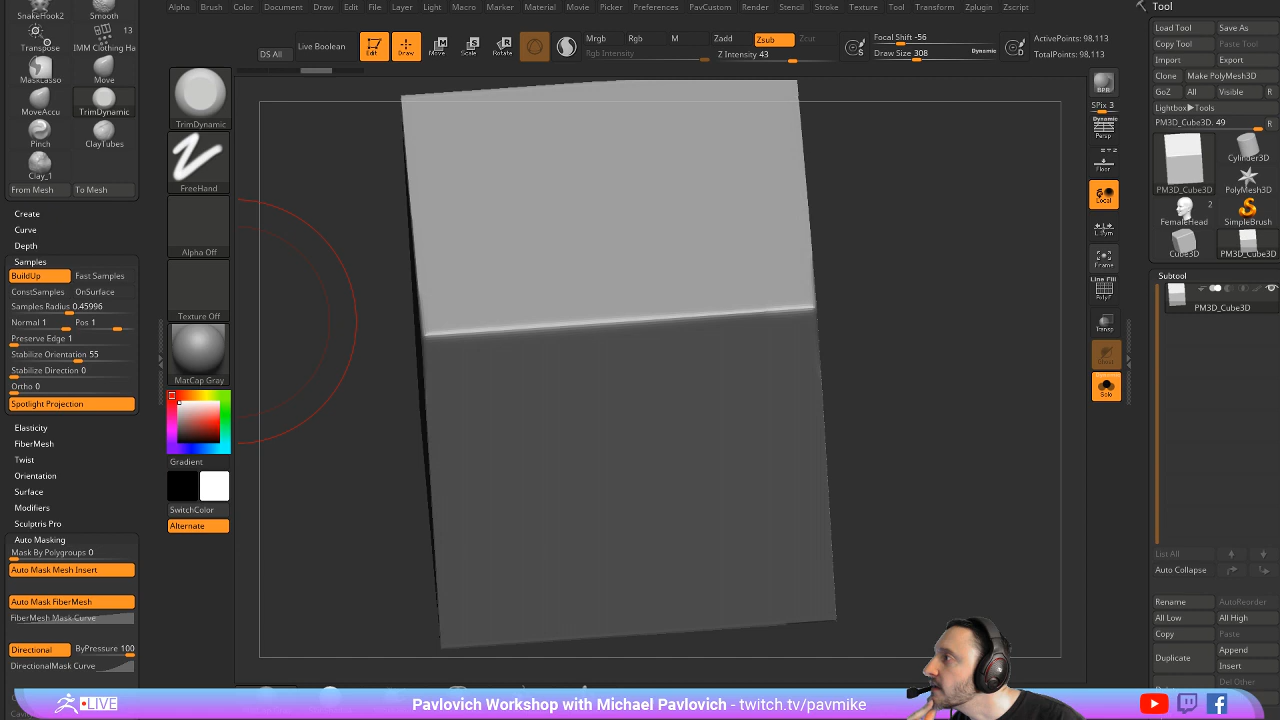 Alpha Brush Color Document Draw Edit File Layer Light Macro Marker Material Movie Picker Preferences PavCustom Render Stencil Stroke Texture Tool Transform Zplugin Zscript
Tool
SnakeHook2 Smooth
13
Transpose IMM Clothing Ha
MaskLasso Move
MoveAccu TrimDynamic
Pinch ClayTubes
Clay_1
From Mesh To Mesh
Create
Curve
Depth
Samples
BuildUp Fast Samples
ConstSamples OnSurface
Samples Radius 0.45996
Normal 1 Pos 1
Preserve Edge 1
Stabilize Orientation 55
Stabilize Direction 0
Ortho 0
Spotlight Projection
Elasticity
FiberMesh
Twist
Orientation
Surface
Modifiers
Sculptris Pro
Auto Masking
Mask By Polygroups 0
Auto Mask Mesh Insert
Auto Mask FiberMesh
FiberMesh Mask Curve
Directional ByPressure 100
DirectionalMask Curve
DS All
Live Boolean
Edit
Draw
Move
Scale
Rotate
Mrgb Rgb M
Rgb Intensity
Zadd Zsub Zcut
Z Intensity 43
Focal Shift -56
Draw Size 308 Dynamic
ActivePoints: 98,113
TotalPoints: 98,113
TrimDynamic
FreeHand
Alpha Off
Texture Off
MatCap Gray
Gradient
SwitchColor
Alternate
BPR
SPix 3
Dynamic
Persp
Floor
Local
L.Sym
Frame
Line Fill
PolyF
Transp
Ghost
Dynamic
Solo
Load Tool Save As
Copy Tool Paste Tool
Import Export
Clone Make PolyMesh3D
GoZ All Visible R
Lightbox▶Tools
PM3D_Cube3D. 49 R
Cylinder3D
PM3D_Cube3D PolyMesh3D
2
FemaleHead SimpleBrush
Cube3D PM3D_Cube3D
Subtool
PM3D_Cube3D
List All
Auto Collapse
Rename AutoReorder
All Low All High
Copy Paste
Duplicate Append
Insert
Del Other
LIVE
Pavlovich Workshop with Michael Pavlovich - twitch.tv/pavmike